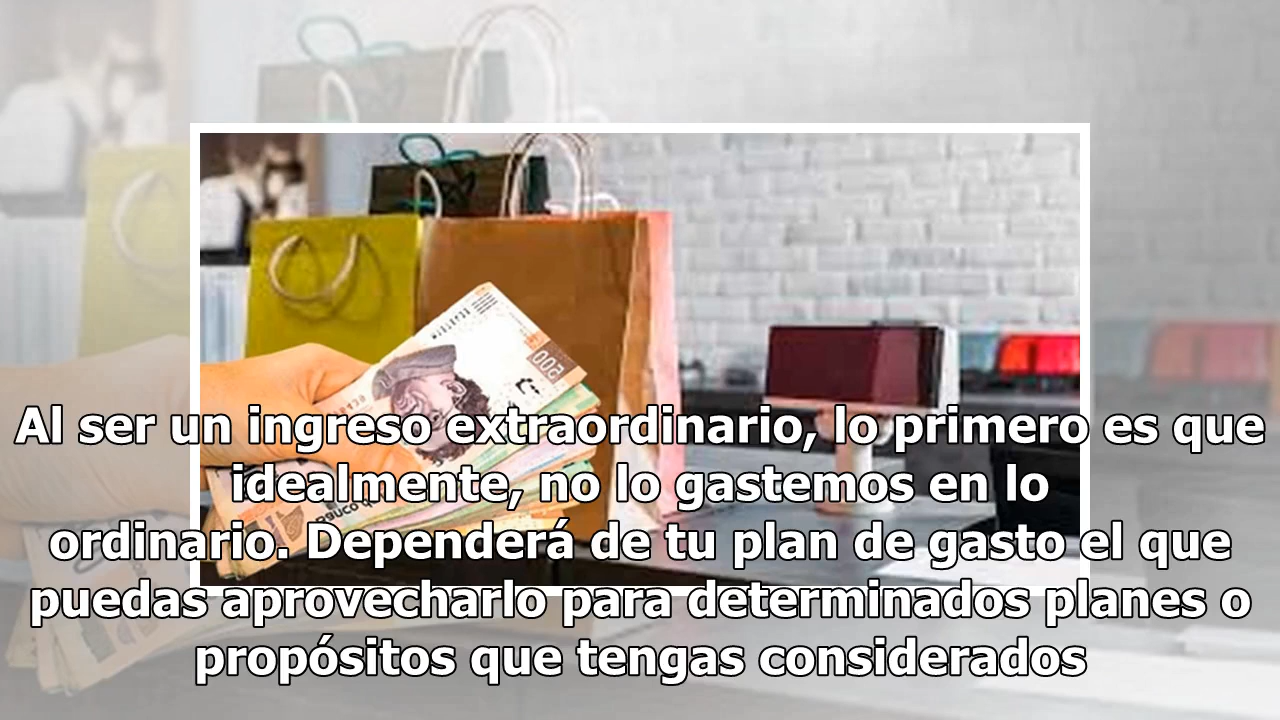 500
Al ser un ingreso extraordinario, lo primero es que
idealmente, no lo gastemos en lo
ordinario. Dependerá de tu plan de gasto el que
puedas aprovecharlo para determinados planes o
propósitos que tengas considerados